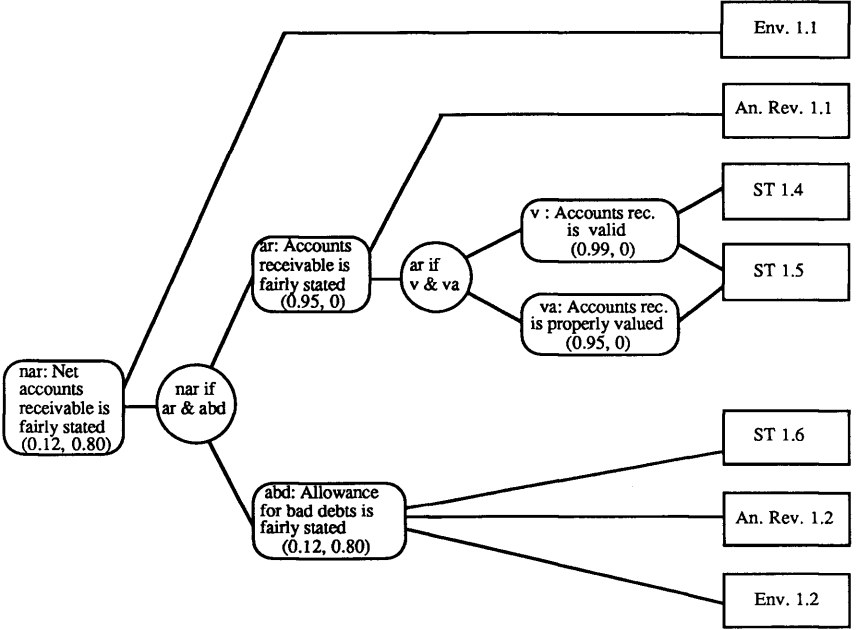 Env. 1.1
An. Rev. 1.1
ST 1.4
v : Accounts rec.
is valid
(0.99, 0)
ar: Accounts
receivable is
fairly stated
(0.95, 0)
ar if
v & va
ST 1.5
va: Accounts rec.
is properly valued
(0.95, 0)
nar: Net
accounts
receivable is
fairly stated
(0.12, 0.80)
nar if
ar & abd
ST 1.6
abd: Allowance
for bad debts is
fairly stated
(0.12, 0.80)
An. Rev. 1.2
Env. 1.2